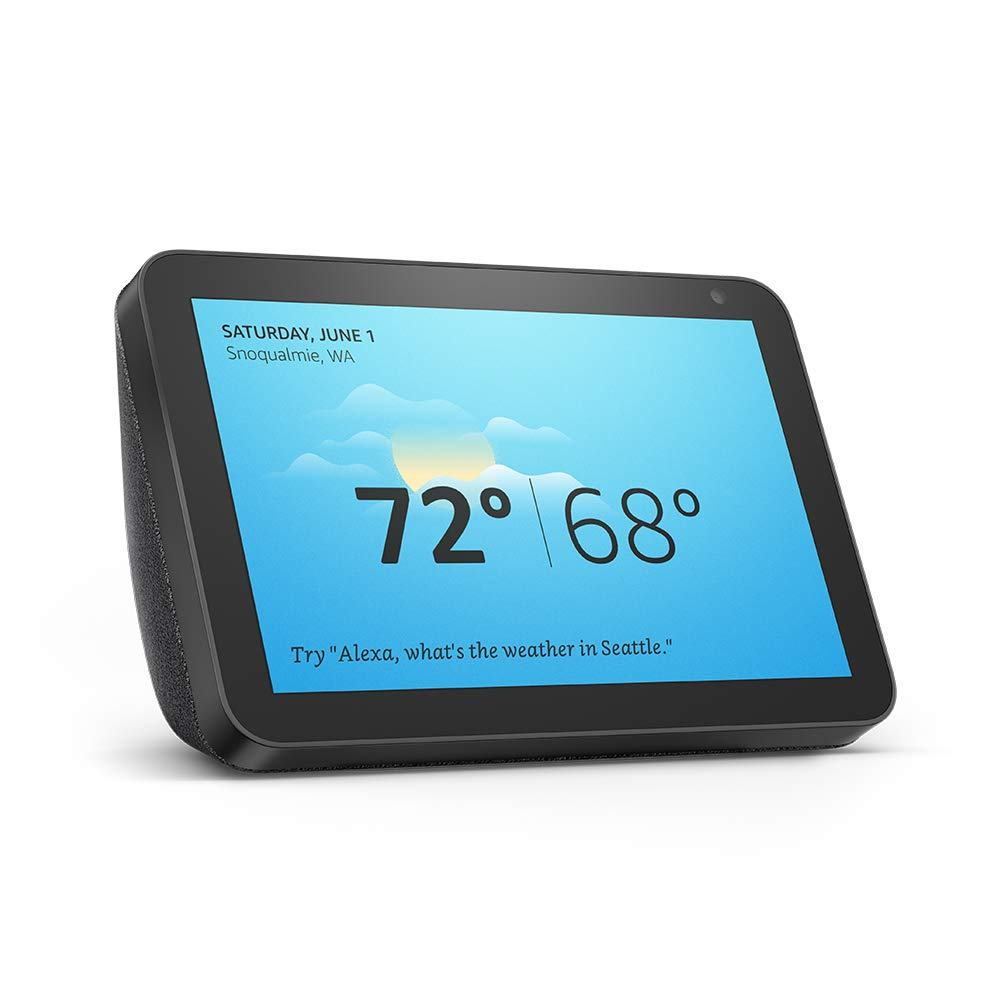 SATURDAY, JUNE 1
Snoqualmie, WA
72° 68°
Try "Alexa, what's the weather in Seattle."